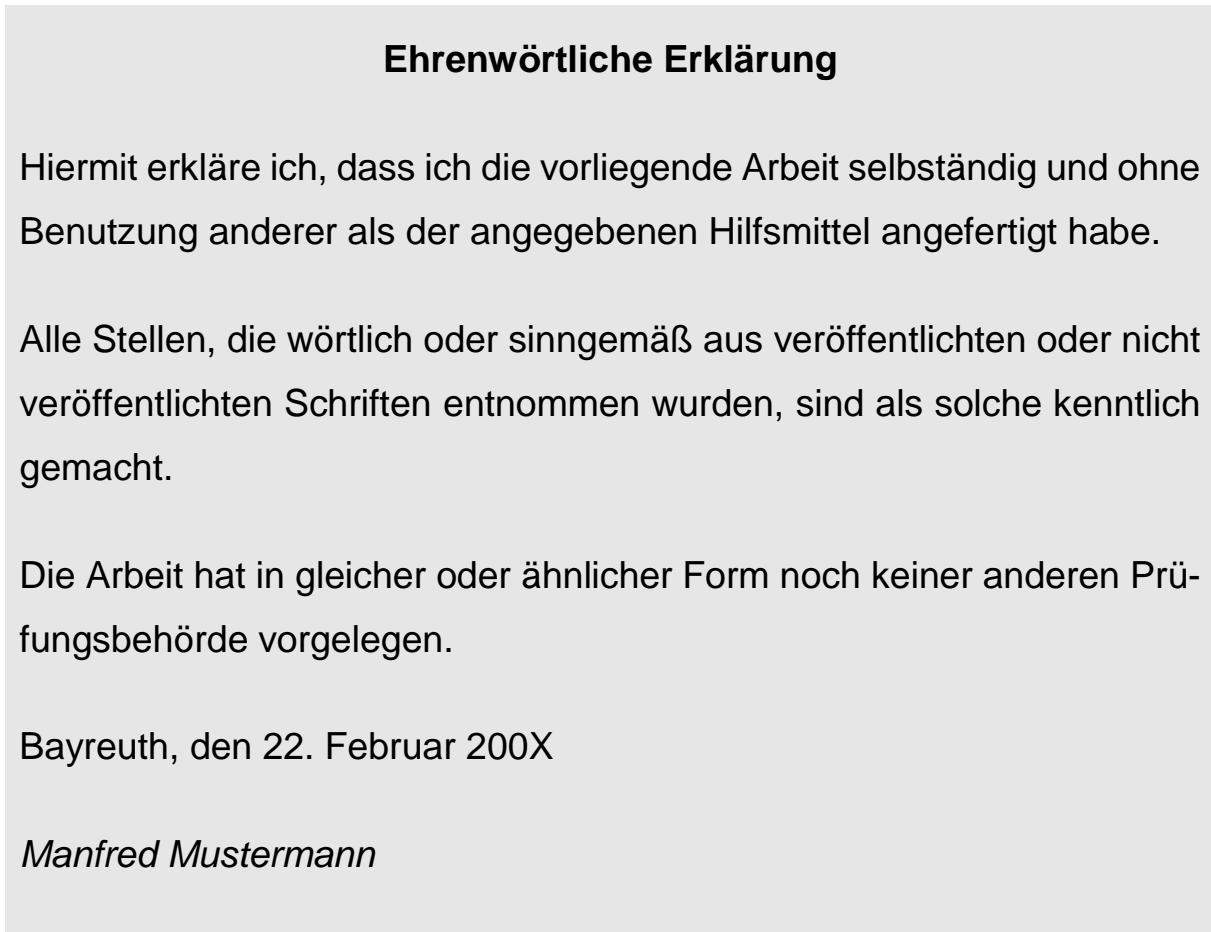 Ehrenwörtliche Erklärung
Hiermit erkläre ich, dass ich die vorliegende Arbeit selbständig und ohne
Benutzung anderer als der angegebenen Hilfsmittel angefertigt habe.
Alle Stellen, die wörtlich oder sinngemäß aus veröffentlichten oder nicht
veröffentlichten Schriften entnommen wurden, sind als solche kenntlich
gemacht.
Die Arbeit hat in gleicher oder ähnlicher Form noch keiner anderen Prü-
fungsbehörde vorgelegen.
Bayreuth, den 22. Februar 200X
Manfred Mustermann